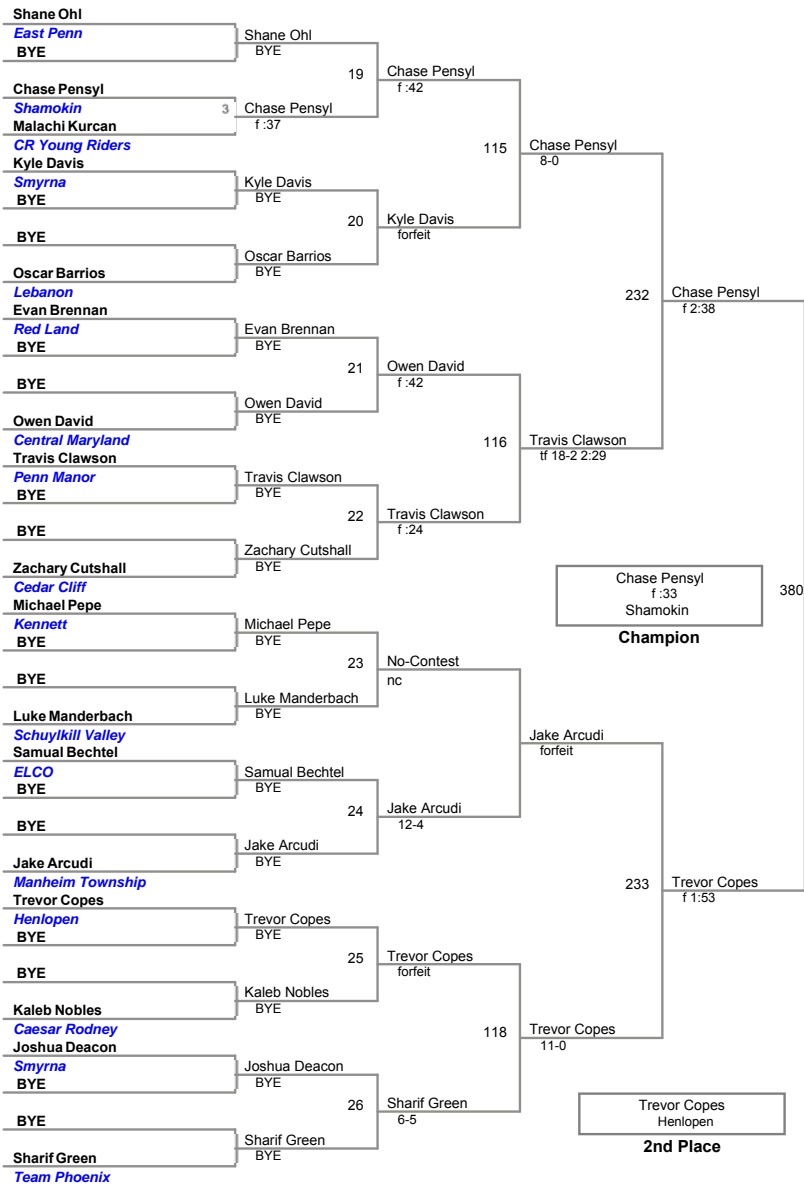 Shane Ohl
East Penn
BYE
Chase Pensyl
Shamokin
Malachi Kurcan
CR Young Riders
Kyle Davis
Smyrna
BYE
BYE
Oscar Barrios
Lebanon
Evan Brennan
Red Land
BYE
BYE
Owen David
Central Maryland
Travis Clawson
Penn Manor
BYE
BYE
Zachary Cutshall
Cedar Cliff
Michael Pepe
Kennett
BYE
BYE
Luke Manderbach
Schuylkill Valley
Samual Bechtel
ELCO
BYE
BYE
Jake Arcudi
Manheim Township
Trevor Copes
Henlopen
BYE
BYE
Kaleb Nobles
Caesar Rodney
Joshua Deacon
Smyrna
BYE
BYE
Sharif Green
Team Phoenix
Shane Ohl
BYE
3
Chase Pensyl
f :37
Kyle Davis
BYE
Oscar Barrios
BYE
Evan Brennan
BYE
Owen David
BYE
Travis Clawson
BYE
Zachary Cutshall
BYE
Michael Pepe
BYE
Luke Manderbach
BYE
Samual Bechtel
BYE
Jake Arcudi
BYE
Trevor Copes
BYE
Kaleb Nobles
BYE
Joshua Deacon
BYE
Sharif Green
BYE
19
Chase Pensyl
f :42
20
Kyle Davis
forfeit
21
Owen David
f :42
22
Travis Clawson
f :24
23
No-Contest
nc
24
Jake Arcudi
12-4
25
Trevor Copes
forfeit
26
Sharif Green
6-5
115
Chase Pensyl
8-0
116
Travis Clawson
tf 18-2 2:29
Jake Arcudi
forfeit
118
Trevor Copes
11-0
232
Chase Pensyl
f 2:38
233
Trevor Copes
f 1:53
Chase Pensyl
f :33
Shamokin
380
Champion
Trevor Copes
Henlopen
2nd Place